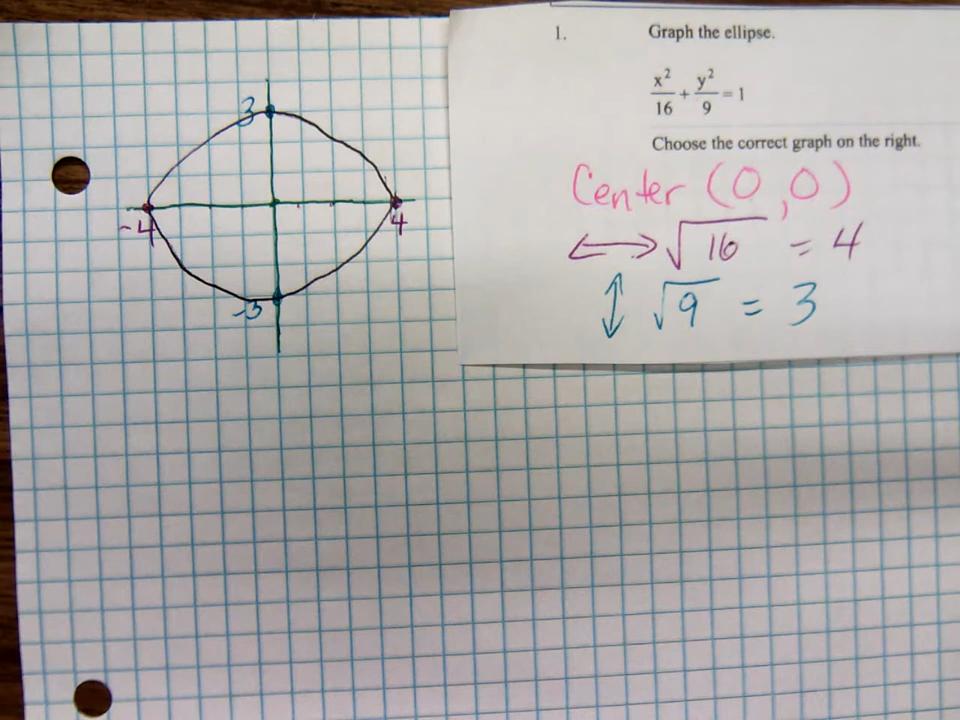 1. Graph the ellipse.
x²/16 + y²/9 = 1
Choose the correct graph on the right.
Center (0,0)
↔ √16 = 4
↕ √9 = 3
3
-4 4
-3